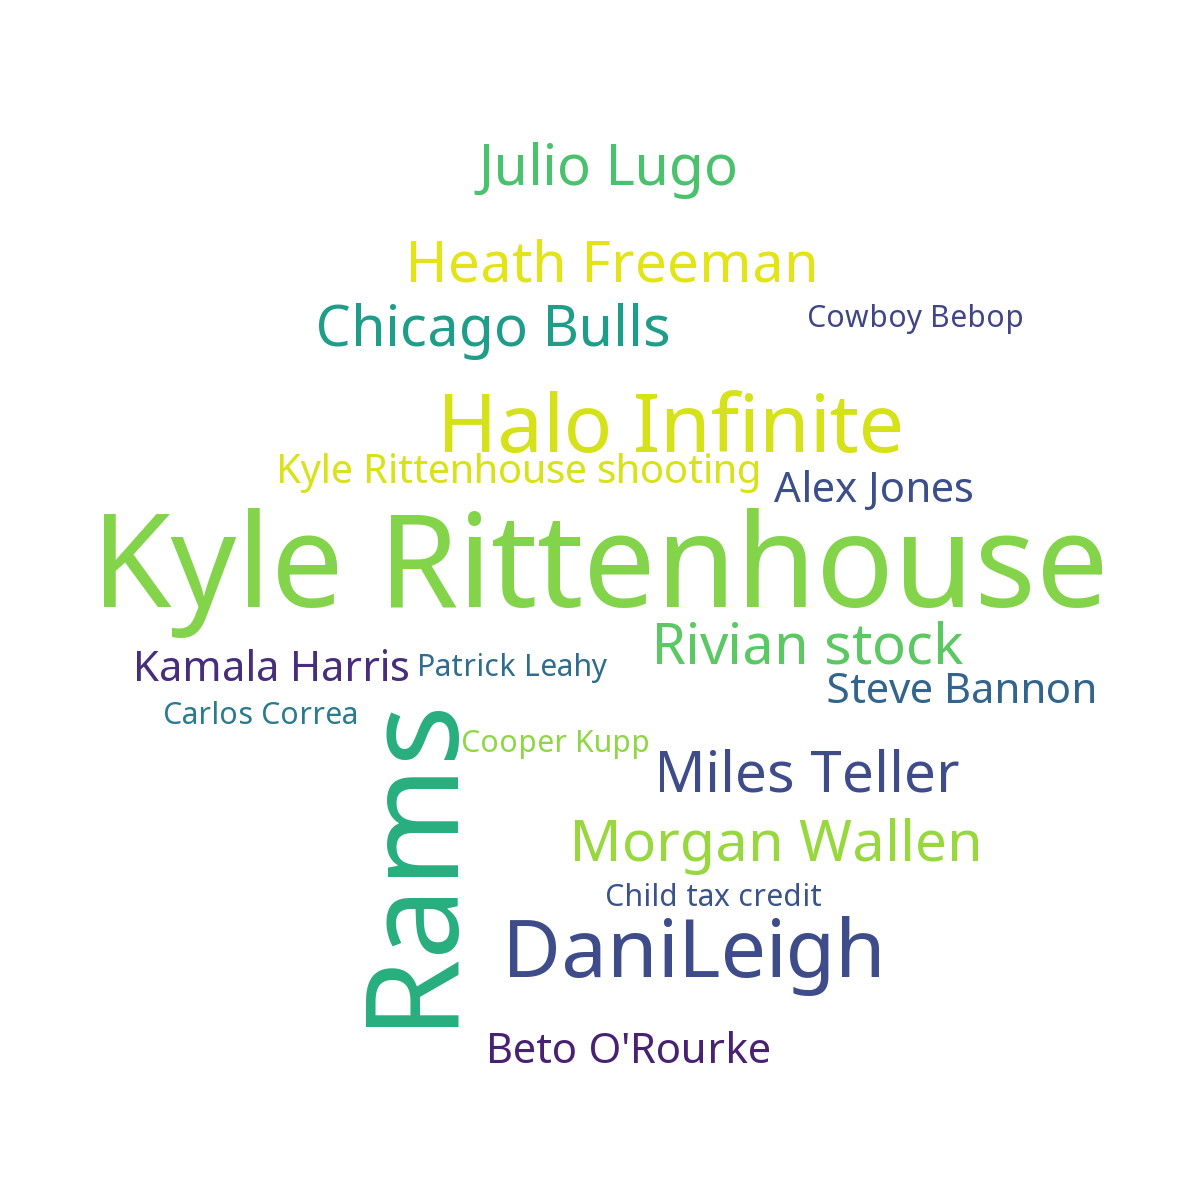 Julio Lugo
Heath Freeman
Chicago Bulls
Cowboy Bebop
Halo Infinite
Kyle Rittenhouse shooting
Alex Jones
Kyle Rittenhouse
Rivian stock
Kamala Harris
Patrick Leahy
Steve Bannon
Carlos Correa
Rams
Cooper Kupp
Miles Teller
Morgan Wallen
Child tax credit
DaniLeigh
Beto O'Rourke